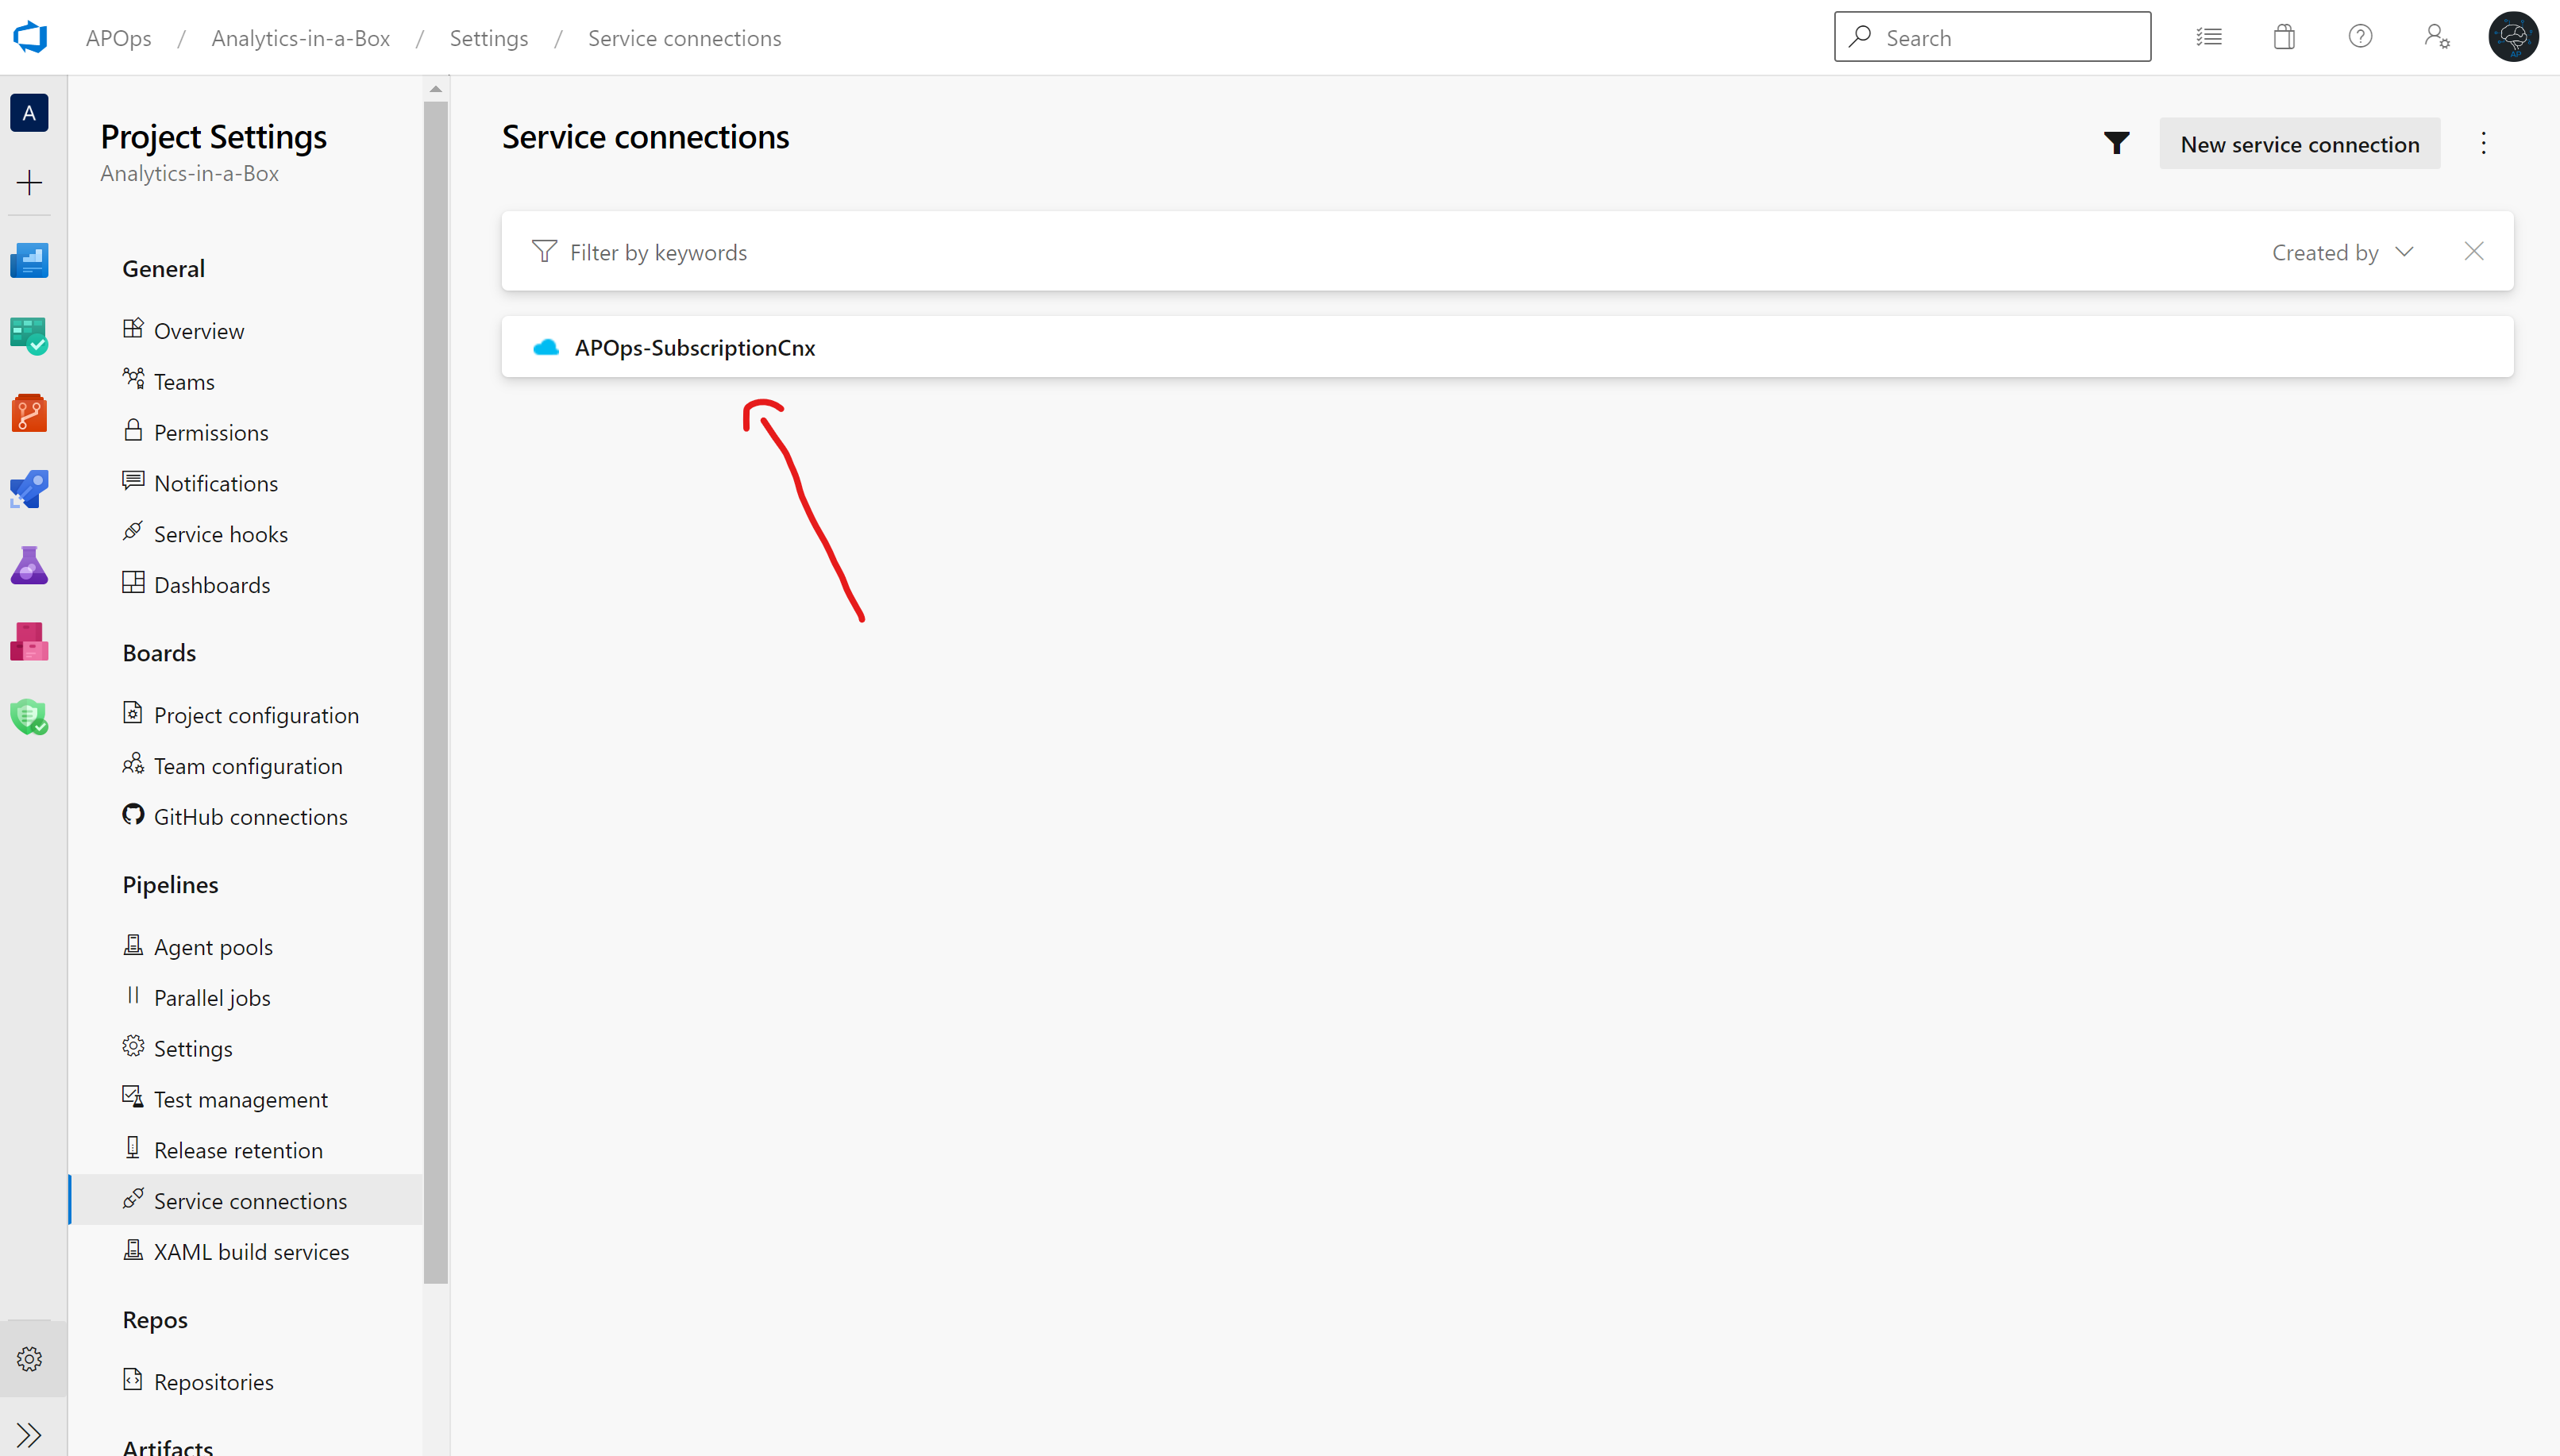 APOps / Analytics-in-a-Box / Settings / Service connections
Search
AP
A
Project Settings
Analytics-in-a-Box
General
Overview
Teams
Permissions
Notifications
Service hooks
Dashboards
Boards
Project configuration
Team configuration
GitHub connections
Pipelines
Agent pools
Parallel jobs
Settings
Test management
Release retention
Service connections
XAML build services
Repos
Repositories
Artifacts
Service connections
New service connection
Filter by keywords
Created by
APOps-SubscriptionCnx